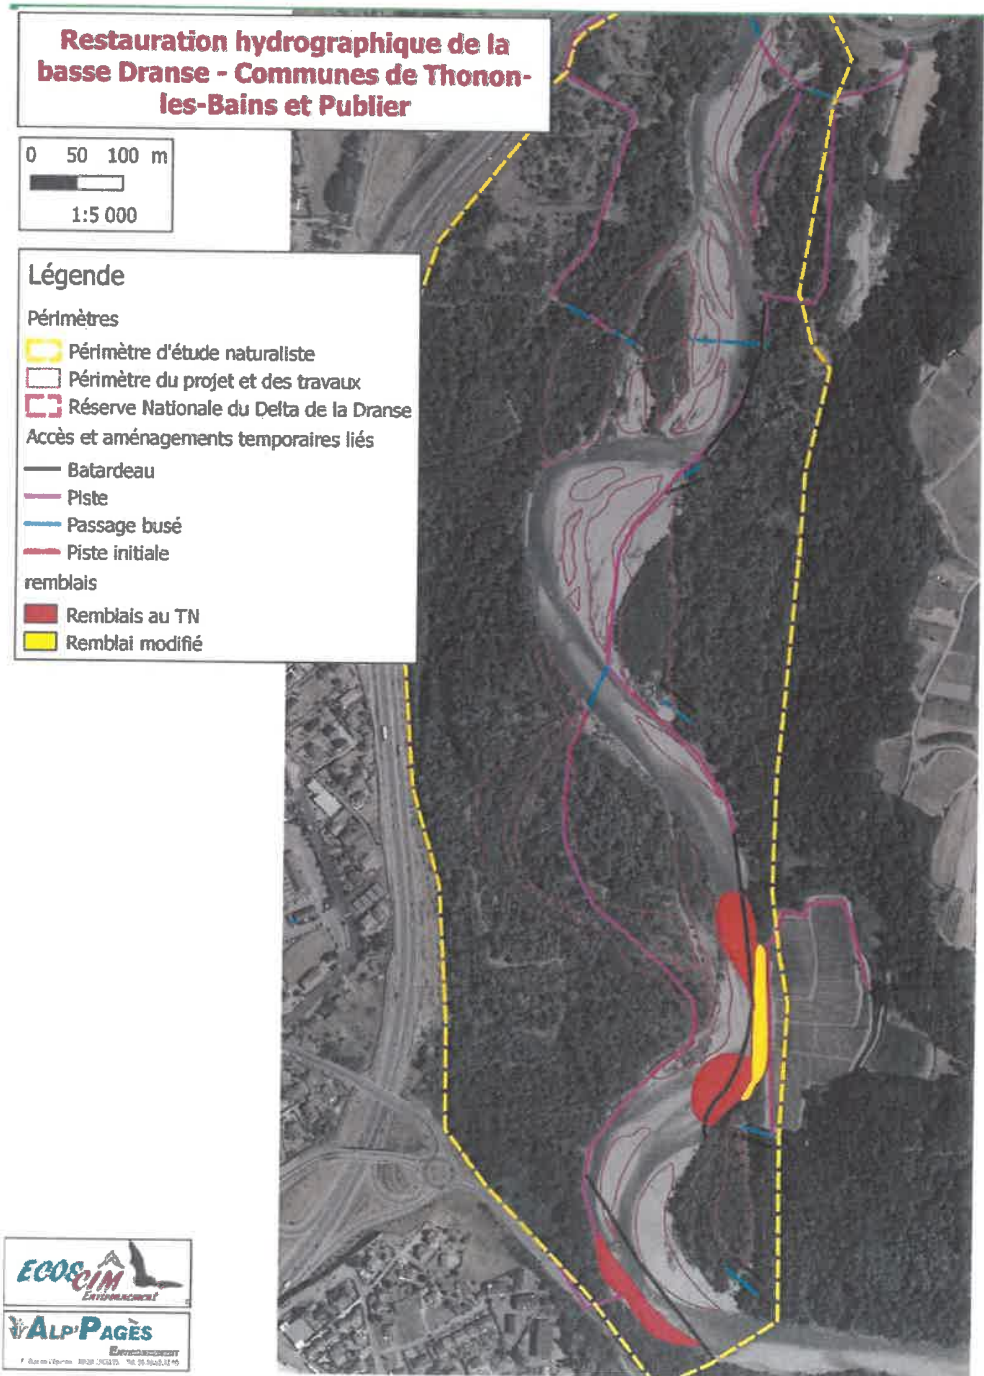 Restauration hydrographique de la
basse Dranse - Communes de Thonon-
les-Bains et Publier
0 50 100 m
1:5 000
Légende
Périmètres
Périmètre d'étude naturaliste
Périmètre du projet et des travaux
Réserve Nationale du Delta de la Dranse
Accès et aménagements temporaires liés
Batardeau
Piste
Passage busé
Piste initiale
remblais
Remblais au TN
Remblai modifié
ECOSCIM
Environnement
ALP'PAGES
Environnement